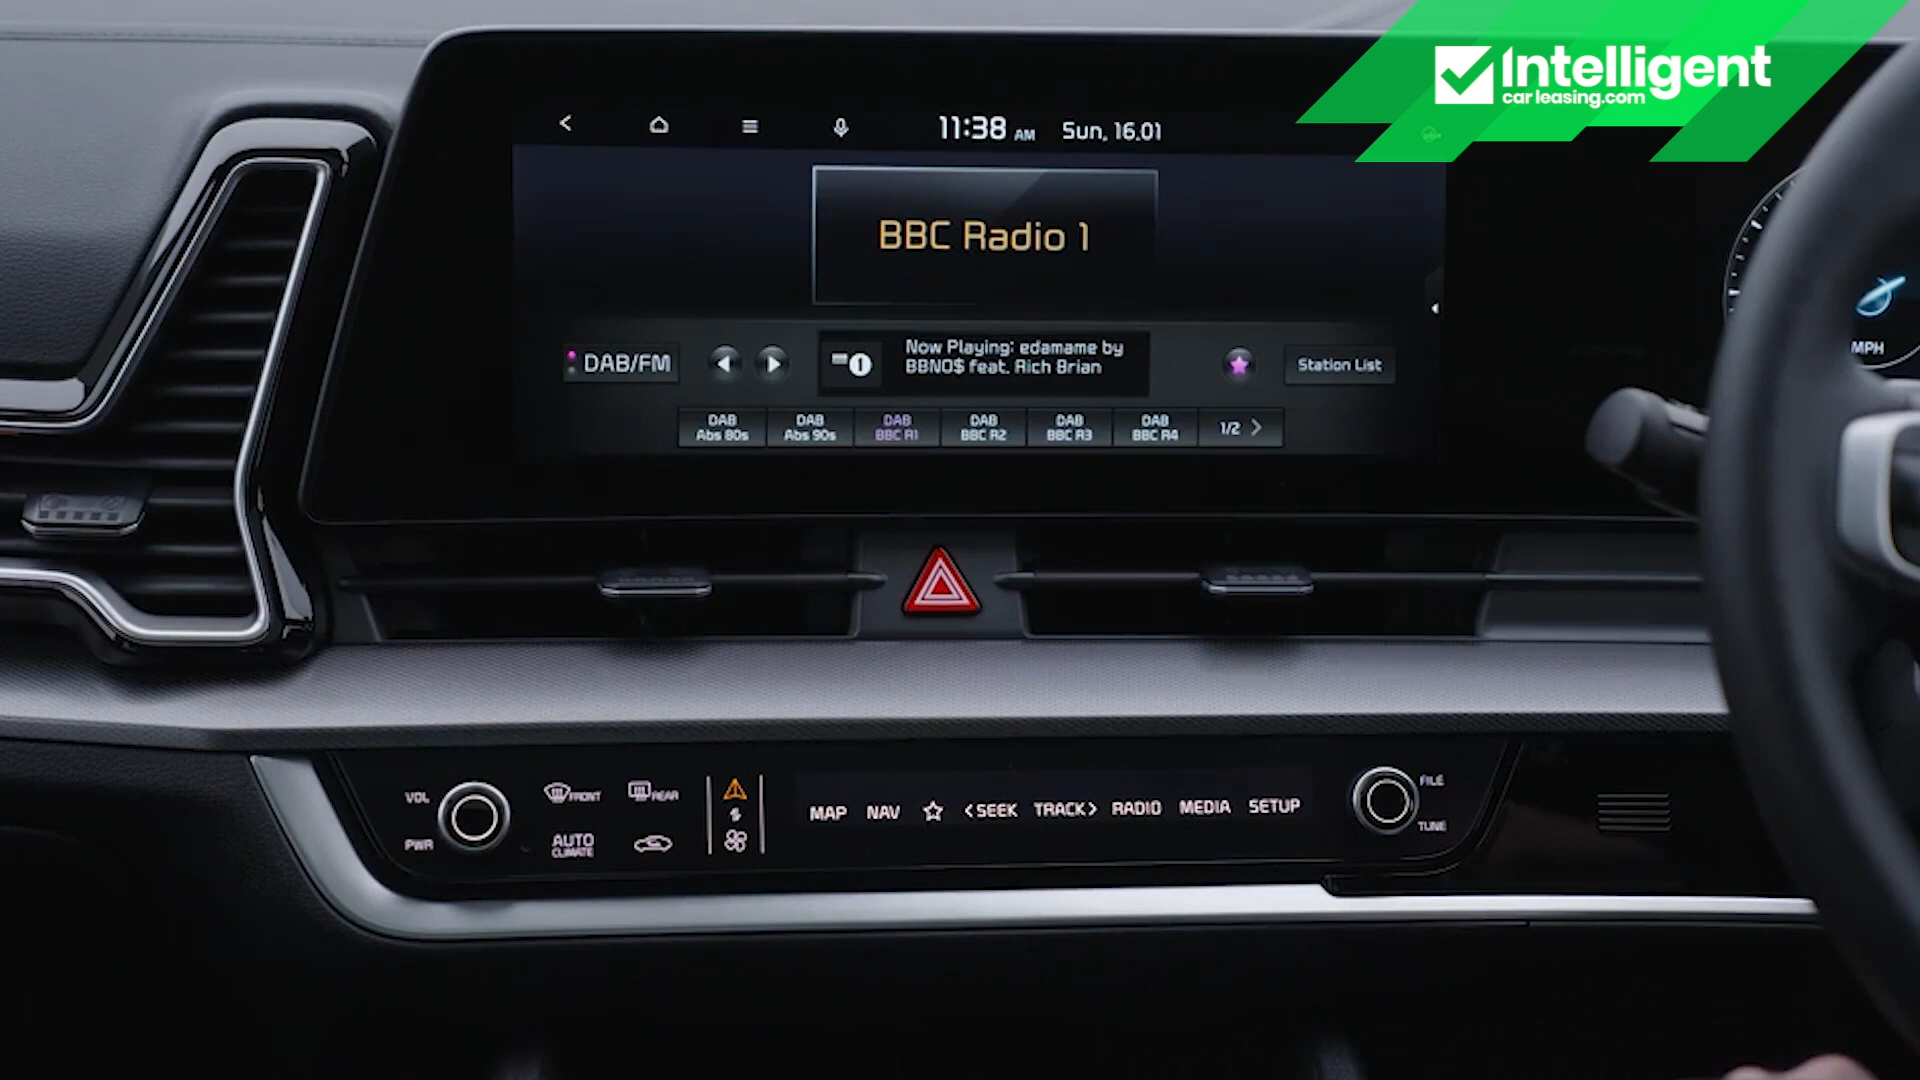 Intelligent
carleasing.com
11:38 AM Sun, 16.01
BBC Radio 1
DAB/FM
1
Now Playing: edamame by
BBNO$ feat. Rich Brian
Station List
DAB
Abs 80s
DAB
Abs 90s
DAB
BBC R1
DAB
BBC R2
DAB
BBC R3
DAB
BBC R4
1/2
MPH
VOL
PWR
FRONT
REAR
AUTO
CLIMATE
MAP NAV <SEEK TRACK> RADIO MEDIA SETUP
FILE
TUNE